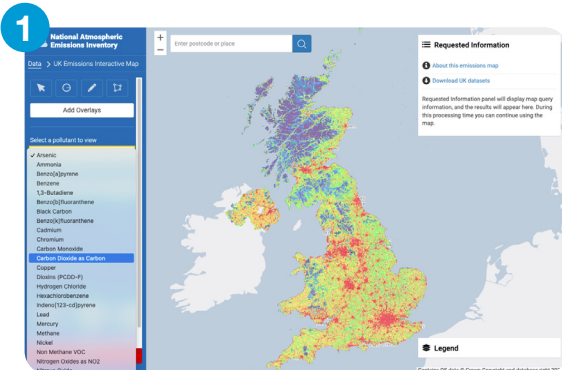 1
National Atmospheric
Emissions Inventory
Data > UK Emissions Interactive Map
Add Overlays
Select a pollutant to view
✓ Arsenic
Ammonia
Benzo[a]pyrene
Benzene
1,3-Butadiene
Benzo[b]fluoranthene
Black Carbon
Benzo[k]fluoranthene
Cadmium
Chromium
Carbon Monoxide
Carbon Dioxide as Carbon
Copper
Dioxins (PCDD-F)
Hydrogen Chloride
Hexachlorobenzene
Indeno[123-cd]pyrene
Lead
Mercury
Methane
Nickel
Non Methane VOC
Nitrogen Oxides as NO2
+
−
Enter postcode or place
Requested Information
About this emissions map
Download UK datasets
Requested Information panel will display map query
information, and the results will appear here. During
this processing time you can continue using the
map.
Legend